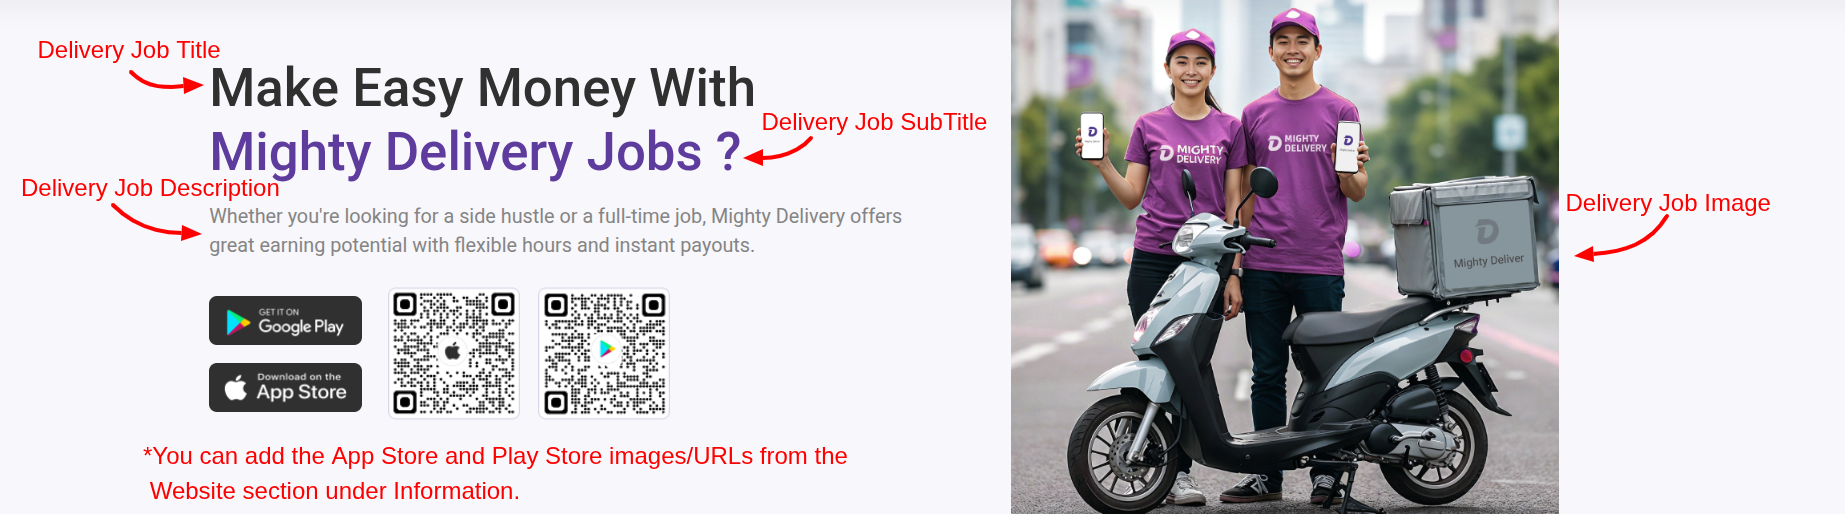 Delivery Job Title
Make Easy Money With
Delivery Job SubTitle
Mighty Delivery Jobs ?
Delivery Job Description
Whether you're looking for a side hustle or a full-time job, Mighty Delivery offers
great earning potential with flexible hours and instant payouts.
GET IT ON
Google Play
Download on the
App Store
*You can add the App Store and Play Store images/URLs from the
Website section under Information.
MIGHTY
DELIVERY
MIGHTY
DELIVERY
Mighty Deliver
Delivery Job Image